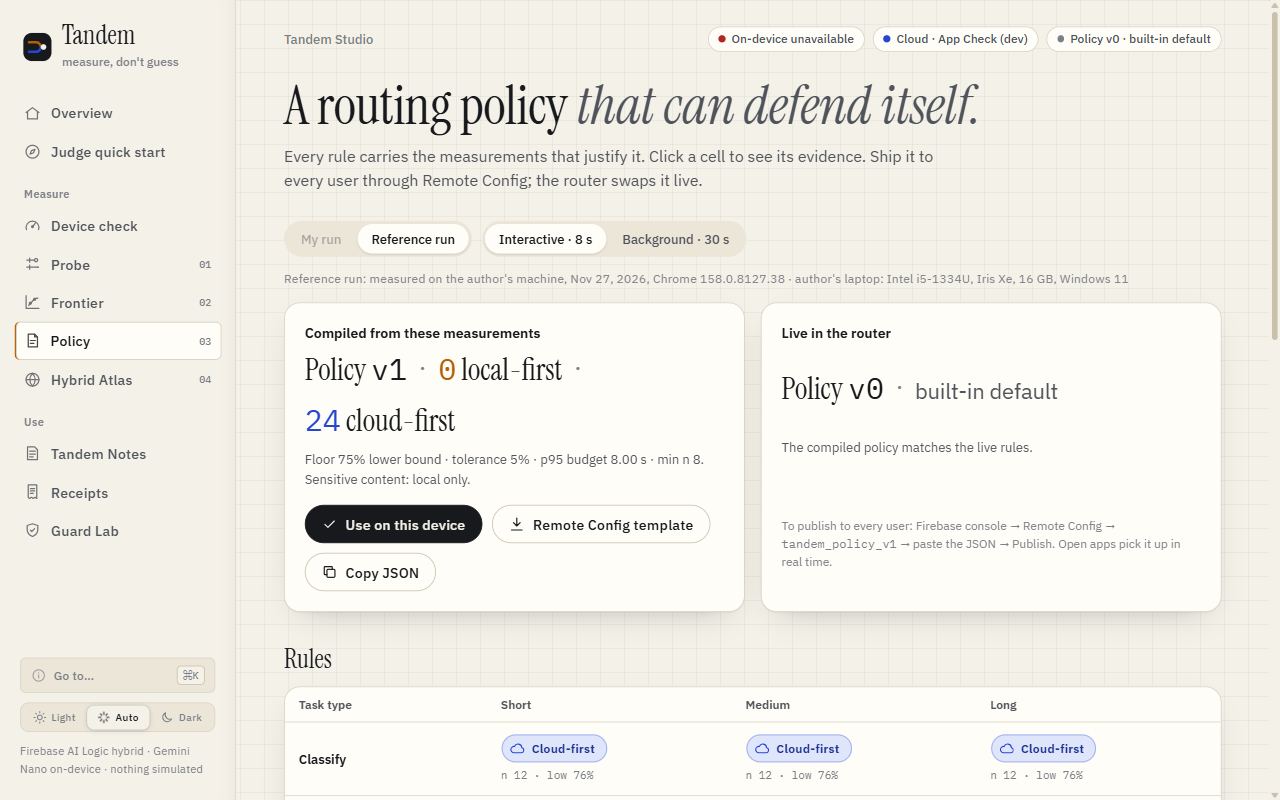 Tandem
measure, don't guess
Overview
Judge quick start
Measure
Device check
Probe 01
Frontier 02
Policy 03
Hybrid Atlas 04
Use
Tandem Notes
Receipts
Guard Lab
Go to... ⌘K
Light Auto Dark
Firebase AI Logic hybrid · Gemini
Nano on-device · nothing simulated
Tandem Studio
On-device unavailable
Cloud · App Check (dev)
Policy v0 · built-in default
A routing policy that can defend itself.
Every rule carries the measurements that justify it. Click a cell to see its evidence. Ship it to
every user through Remote Config; the router swaps it live.
My run Reference run Interactive · 8 s Background · 30 s
Reference run: measured on the author's machine, Nov 27, 2026, Chrome 158.0.8127.38 · author's laptop: Intel i5-1334U, Iris Xe, 16 GB, Windows 11
Compiled from these measurements
Policy v1 · 0 local-first ·
24 cloud-first
Floor 75% lower bound · tolerance 5% · p95 budget 8.00 s · min n 8.
Sensitive content: local only.
Use on this device
Remote Config template
Copy JSON
Live in the router
Policy v0 · built-in default
The compiled policy matches the live rules.
To publish to every user: Firebase console → Remote Config →
tandem_policy_v1 → paste the JSON → Publish. Open apps pick it up in
real time.
Rules
Task type Short Medium Long
Classify Cloud-first Cloud-first Cloud-first
n 12 · low 76% n 12 · low 76% n 12 · low 76%